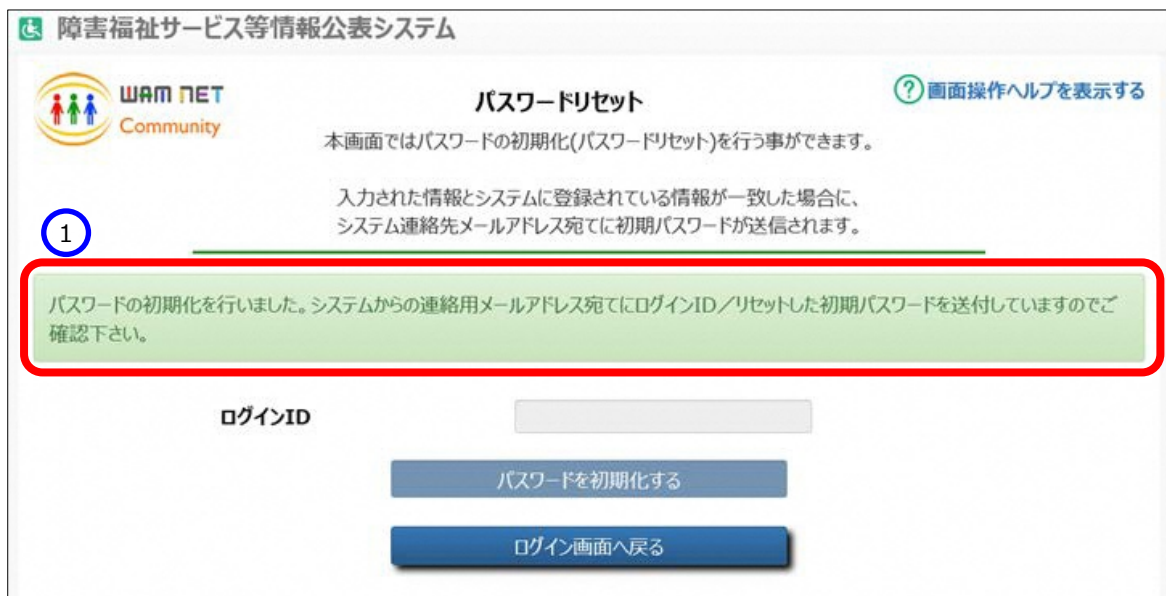 障害福祉サービス等情報公表システム
WAM NET
Community
パスワードリセット
?画面操作ヘルプを表示する
本画面ではパスワードの初期化(パスワードリセット)を行う事ができます。
入力された情報とシステムに登録されている情報が一致した場合に、
システム連絡先メールアドレス宛てに初期パスワードが送信されます。
1
パスワードの初期化を行いました。システムからの連絡用メールアドレス宛てにログインID/リセットした初期パスワードを送付していますのでご
確認下さい。
ログインID
パスワードを初期化する
ログイン画面へ戻る